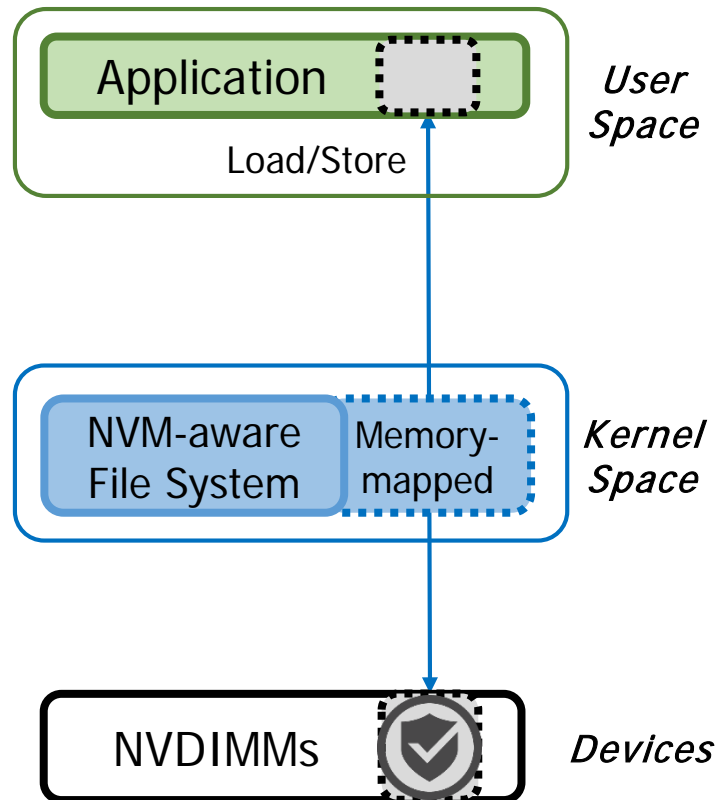 Application
User
Space
Load/Store
NVM-aware
File System
Memory-
mapped
Kernel
Space
NVDIMMs
Devices